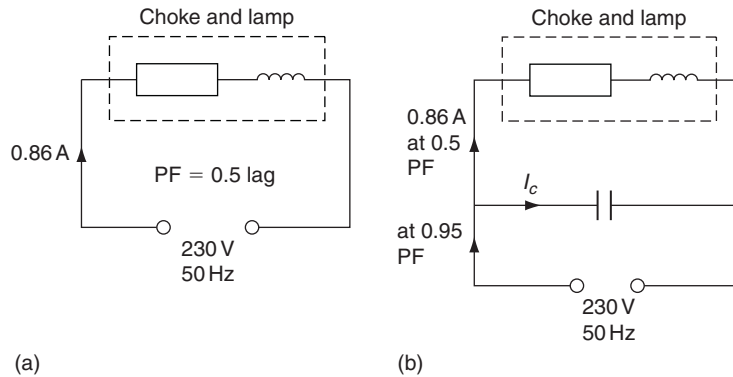 Choke and lamp
0.86 A
PF = 0.5 lag
230 V
50 Hz
(a)
Choke and lamp
0.86 A
at 0.5
PF
I_c
at 0.95
PF
230 V
50 Hz
(b)